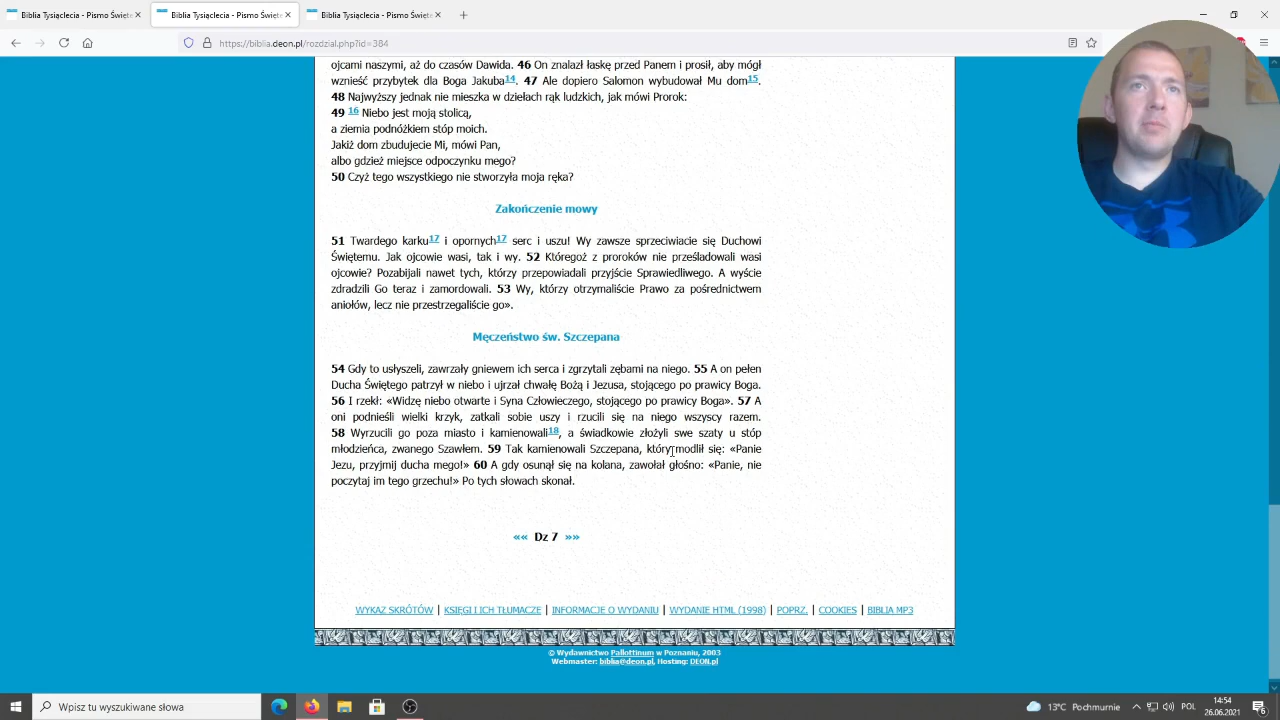 Biblia Tysiąclecia - Pismo Święte
Biblia Tysiąclecia - Pismo Święte
Biblia Tysiąclecia - Pismo Święte
https://biblia.deon.pl/rozdzial.php?id=384
ojcami naszymi, aż do czasów Dawida. 46 On znalazł łaskę przed Panem i prosił, aby mógł
wznieść przybytek dla Boga Jakuba14. 47 Ale dopiero Salomon wybudował Mu dom15.
48 Najwyższy jednak nie mieszka w dziełach rąk ludzkich, jak mówi Prorok:
49 16 Niebo jest moją stolicą,
a ziemia podnóżkiem stóp moich.
Jakiż dom zbudujecie Mi, mówi Pan,
albo gdzież miejsce odpoczynku mego?
50 Czyż tego wszystkiego nie stworzyła moja ręka?
Zakończenie mowy
51 Twardego karku17 i opornych17 serc i uszu! Wy zawsze sprzeciwiacie się Duchowi
Świętemu. Jak ojcowie wasi, tak i wy. 52 Któregoż z proroków nie prześladowali wasi
ojcowie? Pozabijali nawet tych, którzy przepowiadali przyjście Sprawiedliwego. A wyście
zdradzili Go teraz i zamordowali. 53 Wy, którzy otrzymaliście Prawo za pośrednictwem
aniołów, lecz nie przestrzegaliście go».
Męczeństwo św. Szczepana
54 Gdy to usłyszeli, zawrzały gniewem ich serca i zgrzytali zębami na niego. 55 A on pełen
Ducha Świętego patrzył w niebo i ujrzał chwałę Bożą i Jezusa, stojącego po prawicy Boga.
56 I rzekł: «Widzę niebo otwarte i Syna Człowieczego, stojącego po prawicy Boga». 57 A
oni podnieśli wielki krzyk, zatkali sobie uszy i rzucili się na niego wszyscy razem.
58 Wyrzucili go poza miasto i kamienowali18, a świadkowie złożyli swe szaty u stóp
młodzieńca, zwanego Szawłem. 59 Tak kamienowali Szczepana, który modlił się: «Panie
Jezu, przyjmij ducha mego!» 60 A gdy osunął się na kolana, zawołał głośno: «Panie, nie
poczytaj im tego grzechu!» Po tych słowach skonał.
«« Dz 7 »»
WYKAZ SKRÓTÓW | KSIĘGI I ICH TŁUMACZE | INFORMACJE O WYDANIU | WYDANIE HTML (1998) | POPRZ. | COOKIES | BIBLIA MP3
© Wydawnictwo Pallottinum w Poznaniu, 2003
Webmaster: biblia@deon.pl, Hosting: DEON.pl
Wpisz tu wyszukiwane słowa
13°C Pochmurnie
POL
14:54
26.06.2021
6